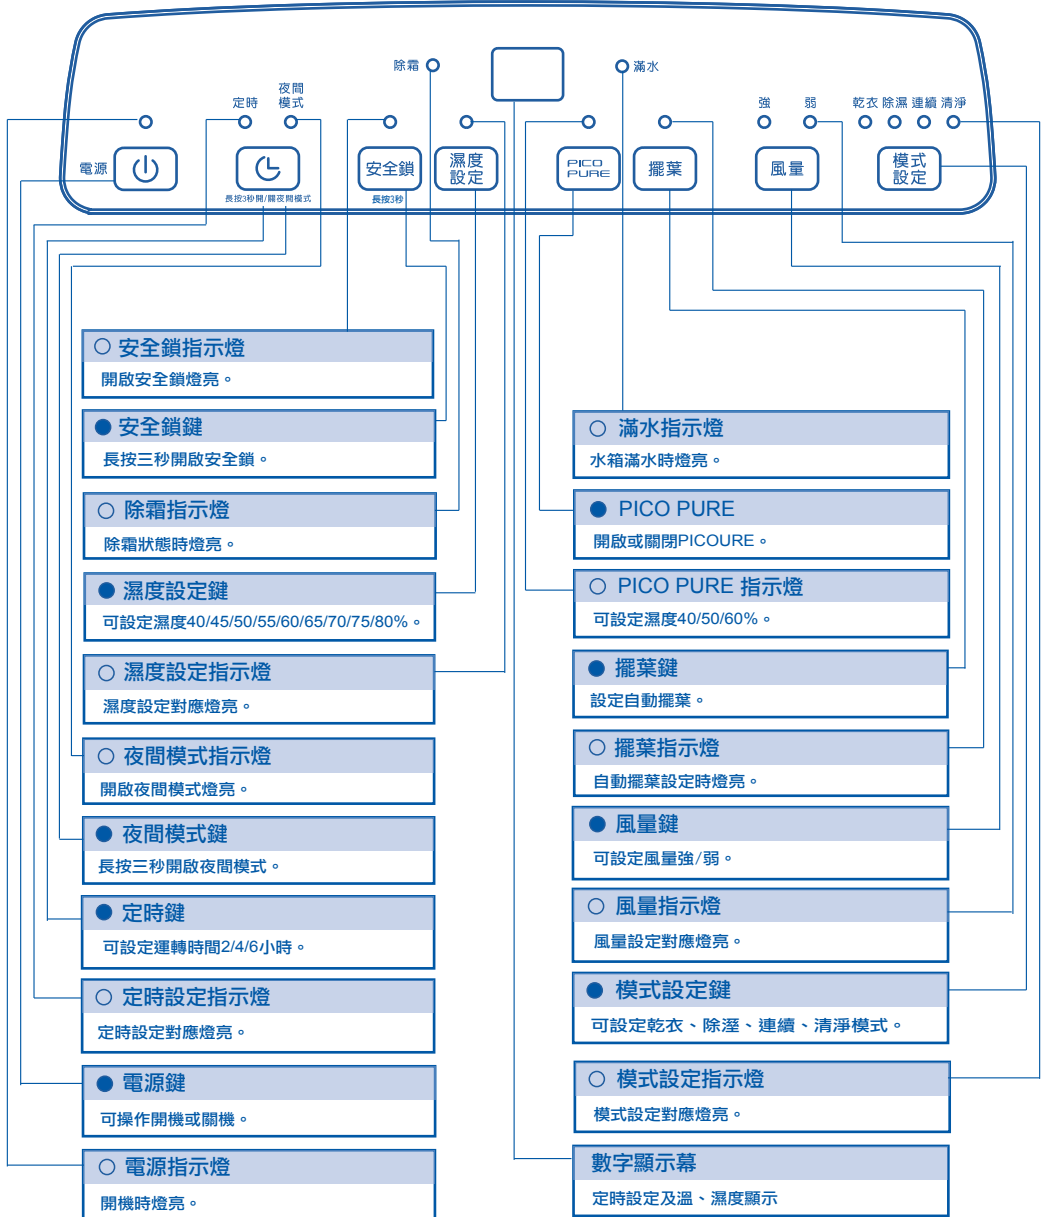 除霜
滿水
夜間
模式
定時
強 弱 乾衣 除濕 連續 清淨
電源
安全鎖
濕度
設定
PICO
PURE
擺葉
風量
模式
設定
長按3秒開/關夜間模式
長按3秒
安全鎖指示燈
開啟安全鎖燈亮。
安全鎖鍵
長按三秒開啟安全鎖。
除霜指示燈
除霜狀態時燈亮。
濕度設定鍵
可設定濕度40/45/50/55/60/65/70/75/80%。
濕度設定指示燈
濕度設定對應燈亮。
夜間模式指示燈
開啟夜間模式燈亮。
夜間模式鍵
長按三秒開啟夜間模式。
定時鍵
可設定運轉時間2/4/6小時。
定時設定指示燈
定時設定對應燈亮。
電源鍵
可操作開機或關機。
電源指示燈
開機時燈亮。
滿水指示燈
水箱滿水時燈亮。
PICO PURE
開啟或關閉PICOURE。
PICO PURE 指示燈
可設定濕度40/50/60%。
擺葉鍵
設定自動擺葉。
擺葉指示燈
自動擺葉設定時燈亮。
風量鍵
可設定風量強/弱。
風量指示燈
風量設定對應燈亮。
模式設定鍵
可設定乾衣、除溼、連續、清淨模式。
模式設定指示燈
模式設定對應燈亮。
數字顯示幕
定時設定及溫、濕度顯示